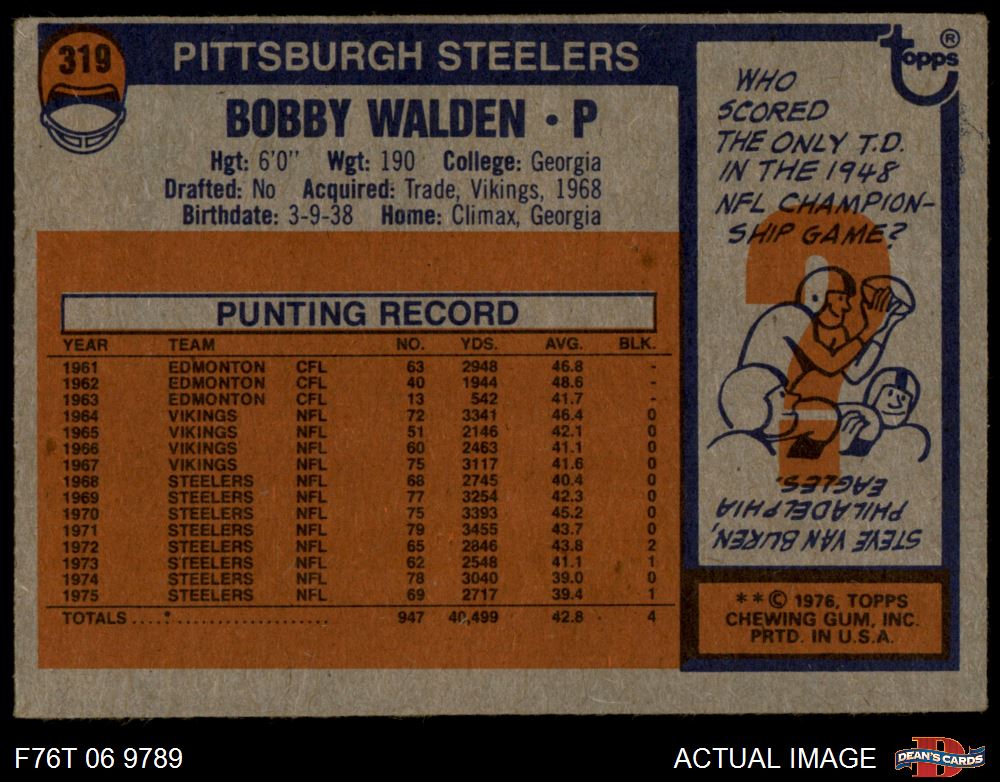 319
PITTSBURGH STEELERS
BOBBY WALDEN • P
Hgt: 6'0" Wgt: 190 College: Georgia
Drafted: No Acquired: Trade, Vikings, 1968
Birthdate: 3-9-38 Home: Climax, Georgia
PUNTING RECORD
YEAR TEAM NO. YDS. AVG. BLK.
1961 EDMONTON CFL 63 2948 46.8 -
1962 EDMONTON CFL 40 1944 48.6 -
1963 EDMONTON CFL 13 542 41.7 -
1964 VIKINGS NFL 72 3341 46.4 0
1965 VIKINGS NFL 51 2146 42.1 0
1966 VIKINGS NFL 60 2463 41.1 0
1967 VIKINGS NFL 75 3117 41.6 0
1968 STEELERS NFL 68 2745 40.4 0
1969 STEELERS NFL 77 3254 42.3 0
1970 STEELERS NFL 75 3393 45.2 0
1971 STEELERS NFL 79 3455 43.7 0
1972 STEELERS NFL 65 2846 43.8 2
1973 STEELERS NFL 62 2548 41.1 1
1974 STEELERS NFL 78 3040 39.0 0
1975 STEELERS NFL 69 2717 39.4 1
TOTALS .................... 947 40,499 42.8 4
Topps ®
WHO
SCORED
THE ONLY T.D.
IN THE 1948
NFL CHAMPION-
SHIP GAME?
?
STEVE VAN BUREN,
PHILADELPHIA
EAGLES.
**© 1976, TOPPS
CHEWING GUM, INC.
PRTD. IN U.S.A.
F76T 06 9789
ACTUAL IMAGE
D
DEAN'S CARDS